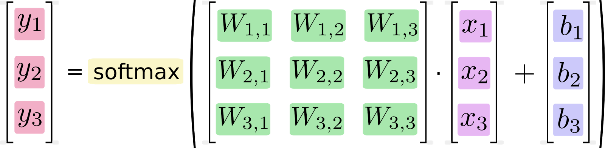 y₁ W₁,₁ W₁,₂ W₁,₃ x₁ b₁
y₂ = softmax W₂,₁ W₂,₂ W₂,₃ · x₂ + b₂
y₃ W₃,₁ W₃,₂ W₃,₃ x₃ b₃